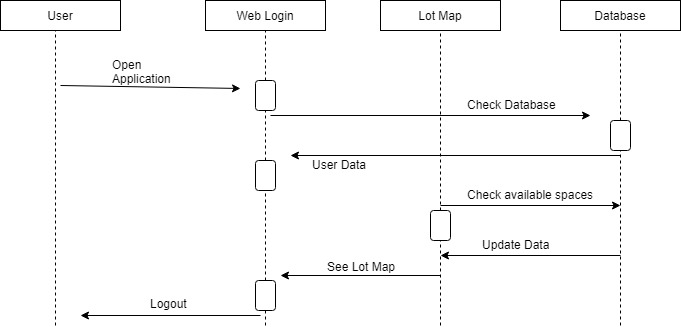 User
Web Login
Lot Map
Database
Open
Application
Check Database
User Data
Check available spaces
Update Data
See Lot Map
Logout